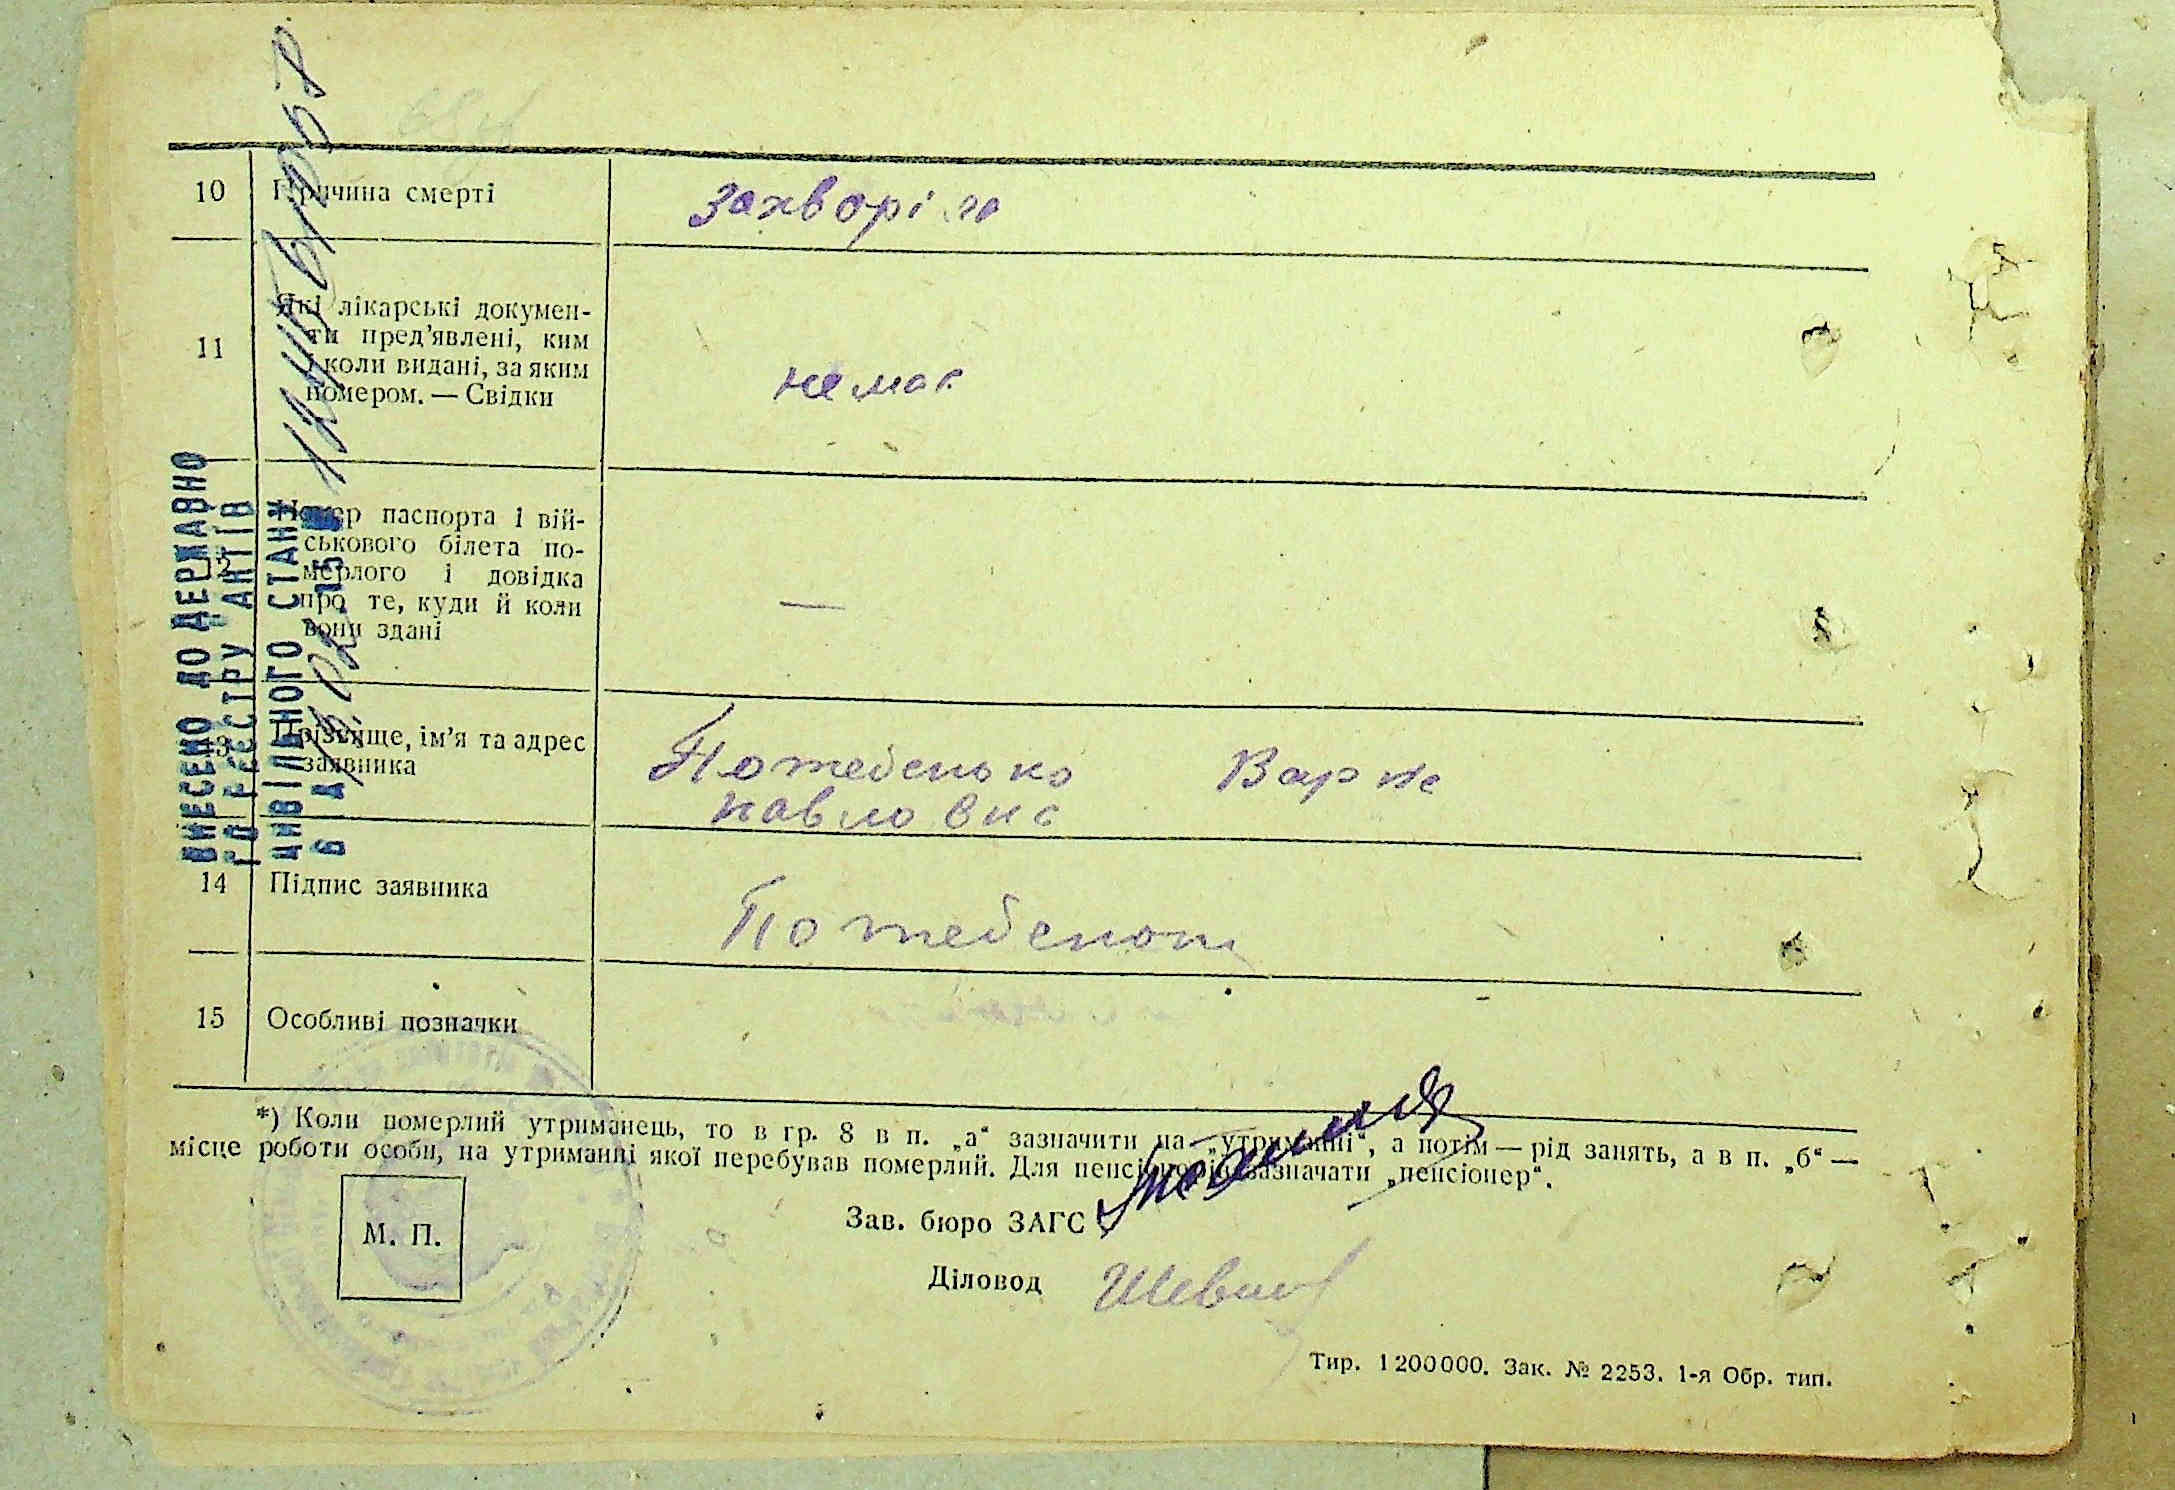 10 Причина смерті захворіла
11 Які лікарські докумен-
ти пред'явлені, ким
і коли видані, за яким
номером. — Свідки
немає
12 Номер паспорта і вій-
ськового білета по-
мерлого і довідка
про те, куди й коли
вони здані
—
13 Прізвище, ім'я та адрес
заявника
Потебенько
Павло
14 Підпис заявника
15 Особливі позначки
*) Коли померлий утриманець, то в гр. 8 в п. „а“ зазначити на „утриманні“, а потім — рід занять, а в п. „б“ —
місце роботи особи, на утриманні якої перебував померлий. Для пенсіонерів зазначати „пенсіонер“.
М. П.
Зав. бюро ЗАГС
Діловод
Тир. 1200000. Зак. № 2253. 1-я Обр. тип.
ВНЕСЕНО ДО ДЕРЖАВНО
ГО РЕЄСТРУ АКТІВ
ЦИВІЛЬНОГО СТАНУ